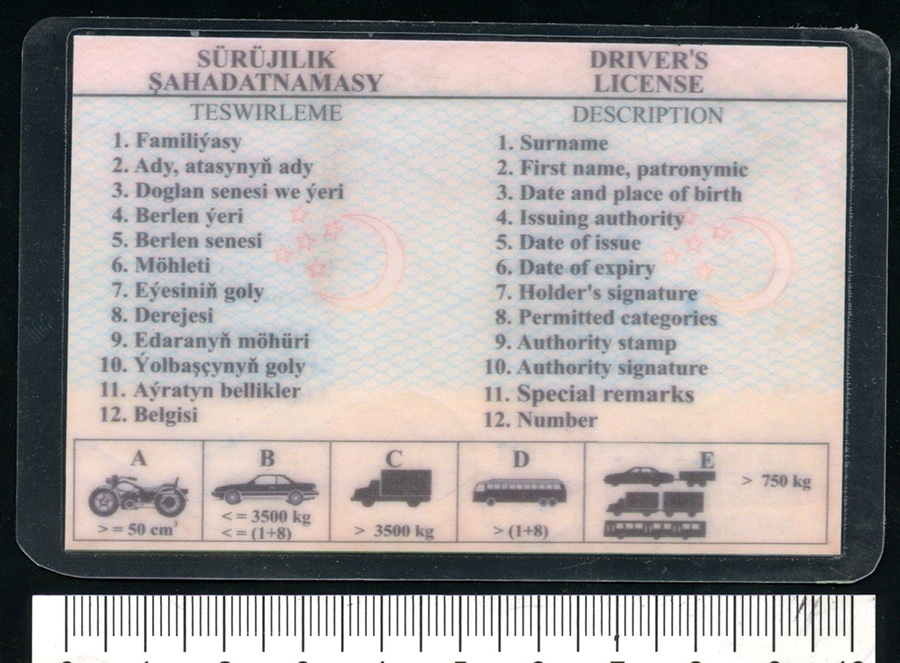 SÜRÜJILIK
ŞAHADATNAMASY
TESWIRLEME
1. Familiýasy
2. Ady, atasynyň ady
3. Doglan senesi we ýeri
4. Berlen ýeri
5. Berlen senesi
6. Möhleti
7. Eýesiniň goly
8. Derejesi
9. Edaranyň möhüri
10. Ýolbaşçynyň goly
11. Aýratyn bellikler
12. Belgisi
DRIVER'S
LICENSE
DESCRIPTION
1. Surname
2. First name, patronymic
3. Date and place of birth
4. Issuing authority
5. Date of issue
6. Date of expiry
7. Holder's signature
8. Permitted categories
9. Authority stamp
10. Authority signature
11. Special remarks
12. Number
A
> = 50 cm³
B
< = 3500 kg
< = (1+8)
C
> 3500 kg
D
> (1+8)
E
> 750 kg